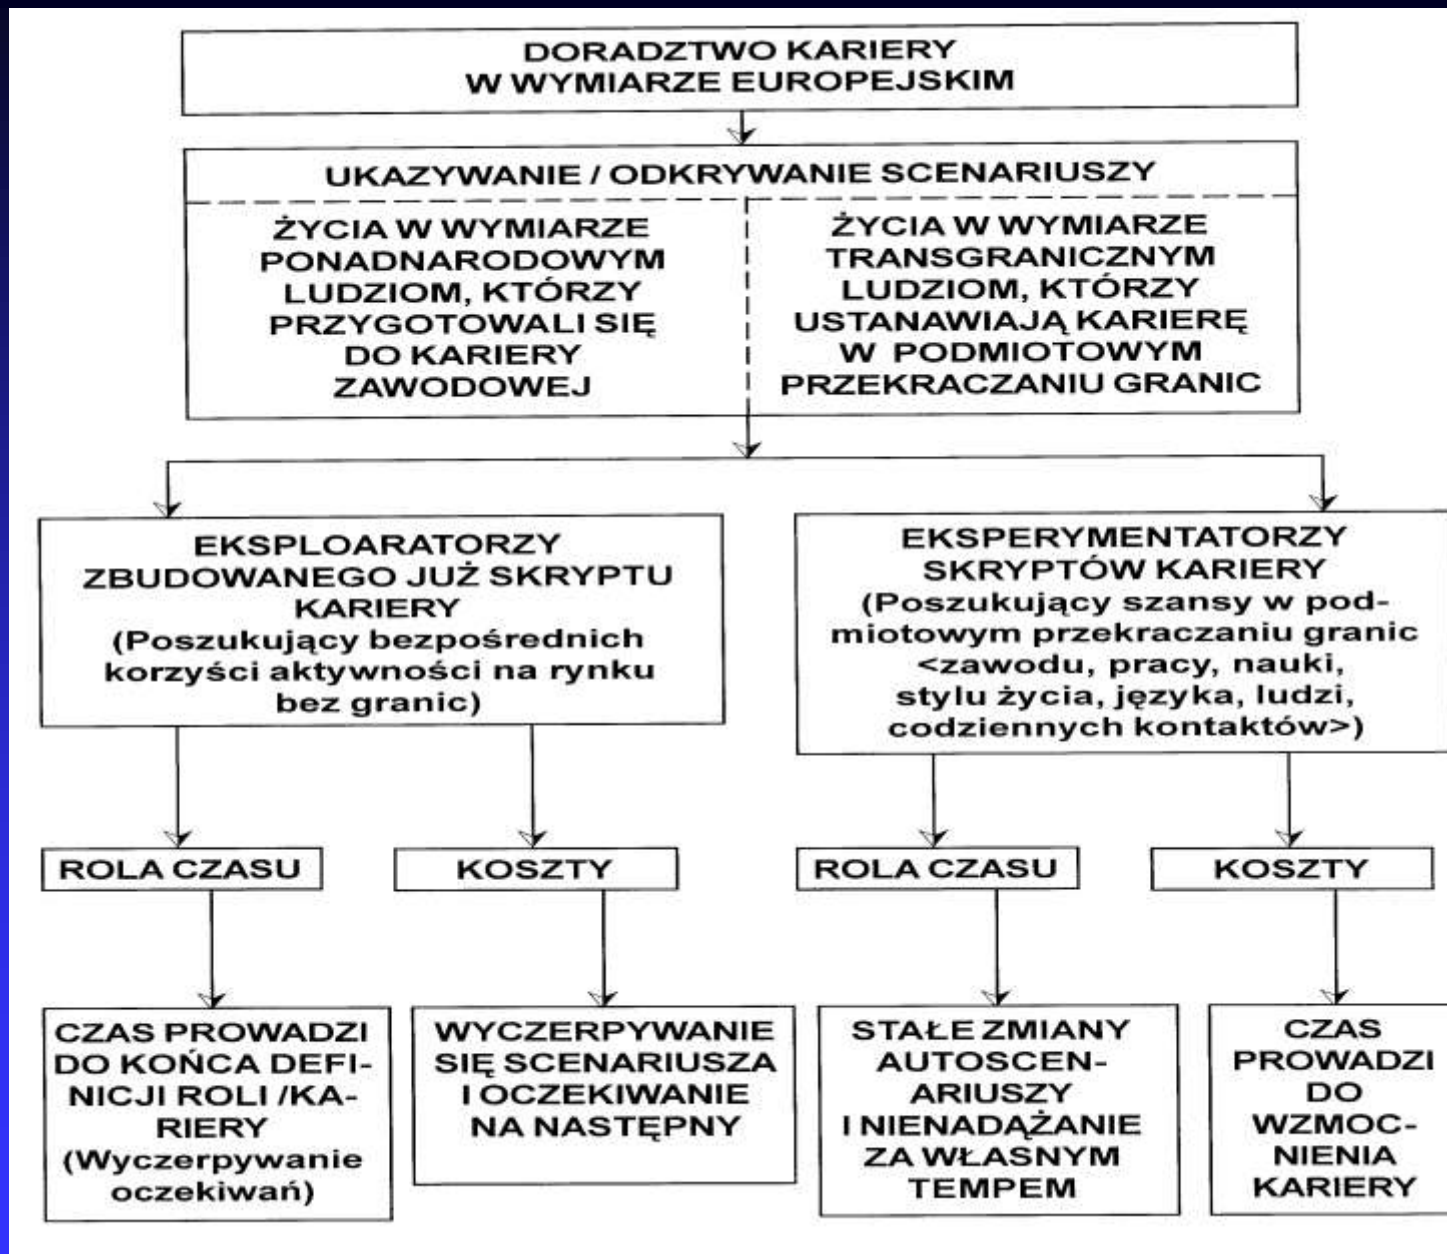 DORADZTWO KARIERY
W WYMIARZE EUROPEJSKIM
UKAZYWANIE / ODKRYWANIE SCENARIUSZY
ŻYCIA W WYMIARZE
PONADNARODOWYM
LUDZIOM, KTÓRZY
PRZYGOTOWALI SIĘ
DO KARIERY
ZAWODOWEJ
ŻYCIA W WYMIARZE
TRANSGRANICZNYM
LUDZIOM, KTÓRZY
USTANAWIAJĄ KARIERĘ
W PODMIOTOWYM
PRZEKRACZANIU GRANIC
EKSPLOARATORZY
ZBUDOWANEGO JUŻ SKRYPTU
KARIERY
(Poszukujący bezpośrednich
korzyści aktywności na rynku
bez granic)
EKSPERYMENTATORZY
SKRYPTÓW KARIERY
(Poszukujący szansy w pod-
miotowym przekraczaniu granic
<zawodu, pracy, nauki,
stylu życia, języka, ludzi,
codziennych kontaktów>)
ROLA CZASU
KOSZTY
ROLA CZASU
KOSZTY
CZAS PROWADZI
DO KOŃCA DEFI-
NICJI ROLI /KA-
RIERY
(Wyczerpywanie
oczekiwań)
WYCZERPYWANIE
SIĘ SCENARIUSZA
I OCZEKIWANIE
NA NASTĘPNY
STAŁE ZMIANY
AUTOSCEN-
ARIUSZY
I NIENADĄŻANIE
ZA WŁASNYM
TEMPEM
CZAS
PROWADZI
DO
WZMOC-
NIENIA
KARIERY